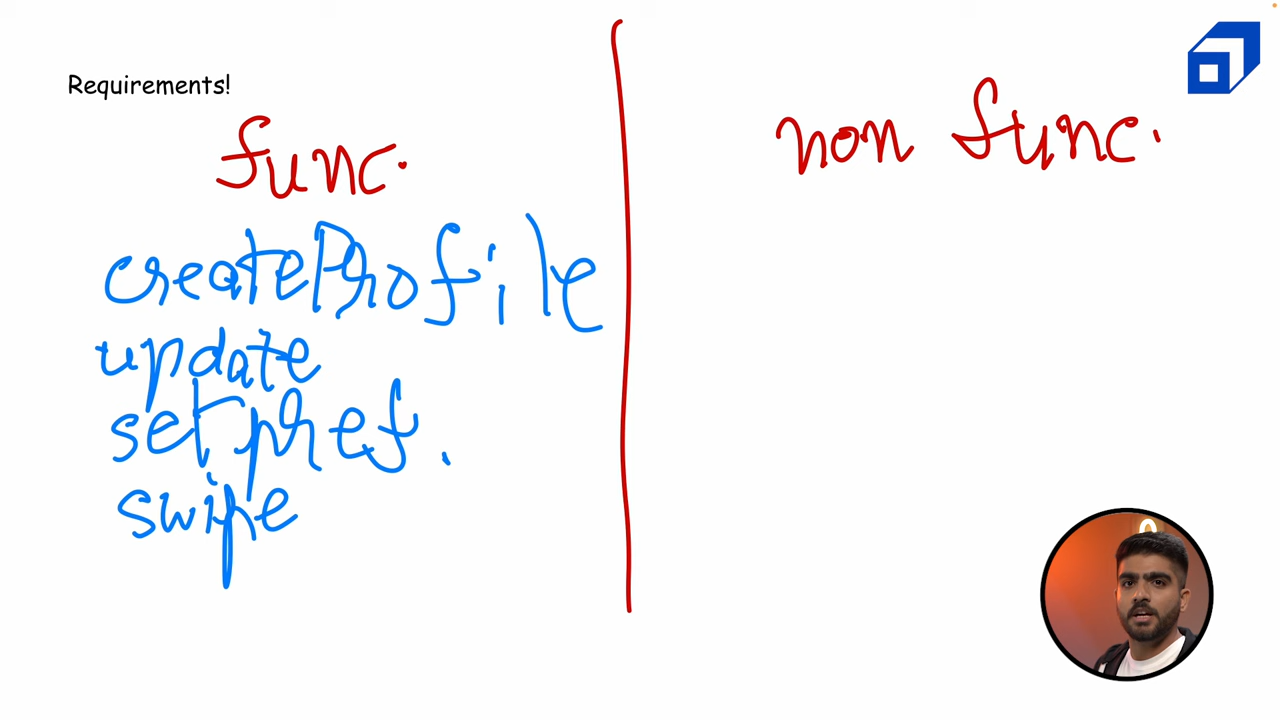 Requirements!
func.
non func.
createProfile
update
set pref.
swipe